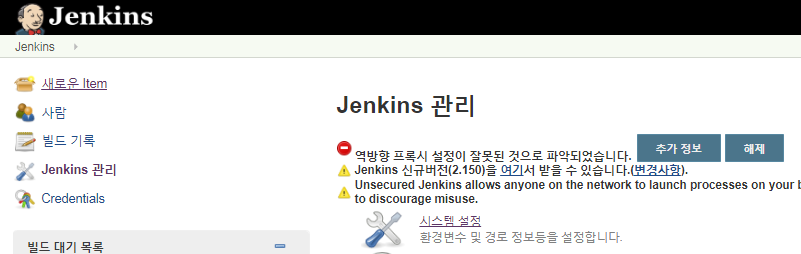 Jenkins
Jenkins
새로운 Item
사람
빌드 기록
Jenkins 관리
Credentials
빌드 대기 목록
Jenkins 관리
역방향 프록시 설정이 잘못된 것으로 파악되었습니다. 추가 정보 해제
Jenkins 신규버전(2.150)을 여기서 받을 수 있습니다.(변경사항).
Unsecured Jenkins allows anyone on the network to launch processes on your b
to discourage misuse.
시스템 설정
환경변수 및 경로 정보등을 설정합니다.